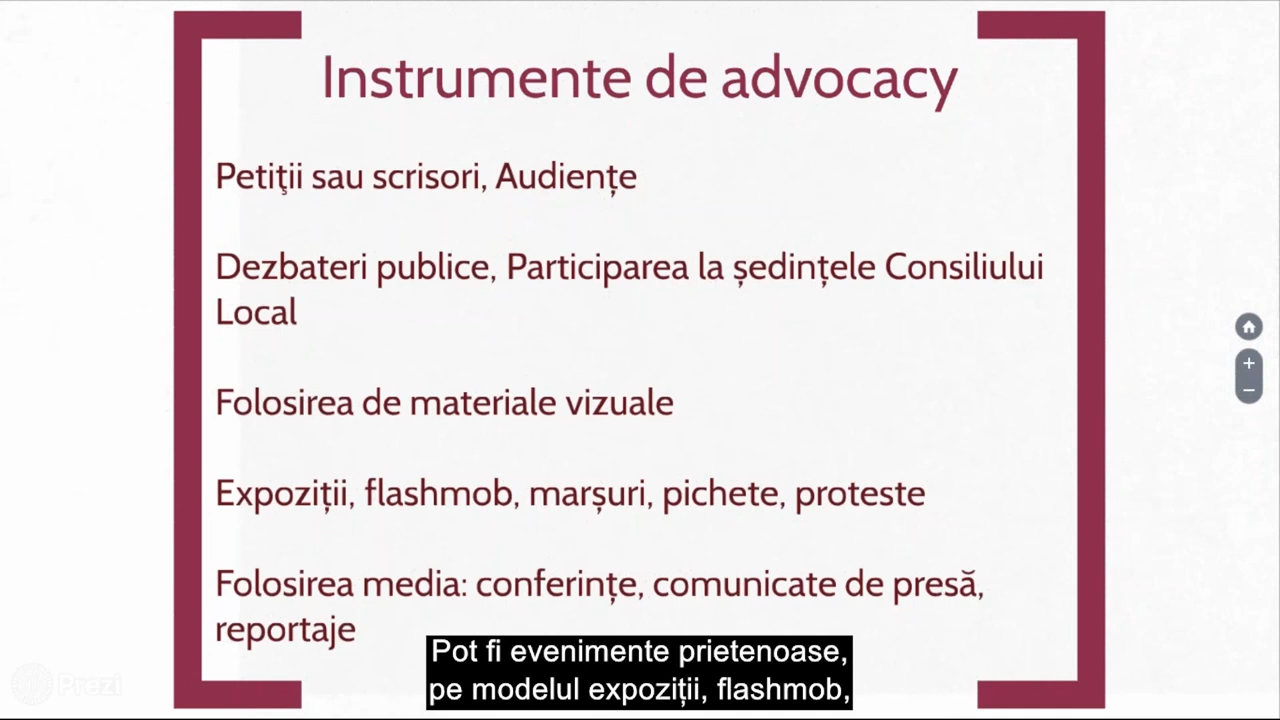 Instrumente de advocacy
Petiţii sau scrisori, Audiențe
Dezbateri publice, Participarea la ședințele Consiliului
Local
Folosirea de materiale vizuale
Expoziții, flashmob, marșuri, pichete, proteste
Folosirea media: conferințe, comunicate de presă,
reportaje
Pot fi evenimente prietenoase,
pe modelul expoziții, flashmob,
Prezi